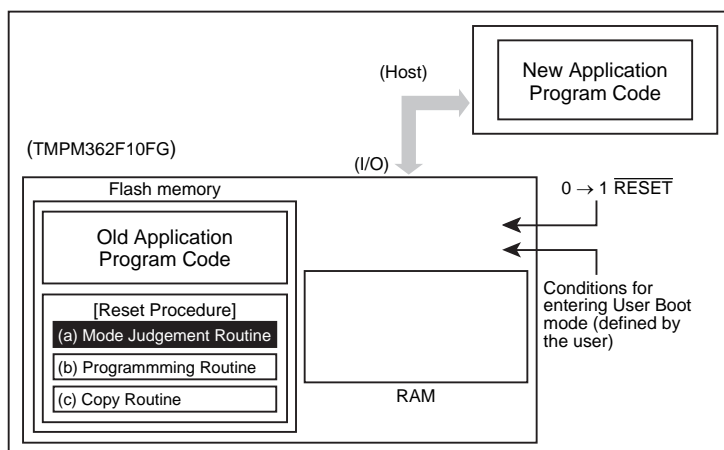 New Application
Program Code
(Host)
(TMPM362F10FG)
(I/O)
Flash memory
0 → 1 RESET
Old Application
Program Code
[Reset Procedure]
(a) Mode Judgement Routine
(b) Programmming Routine
(c) Copy Routine
RAM
Conditions for
entering User Boot
mode (defined by
the user)